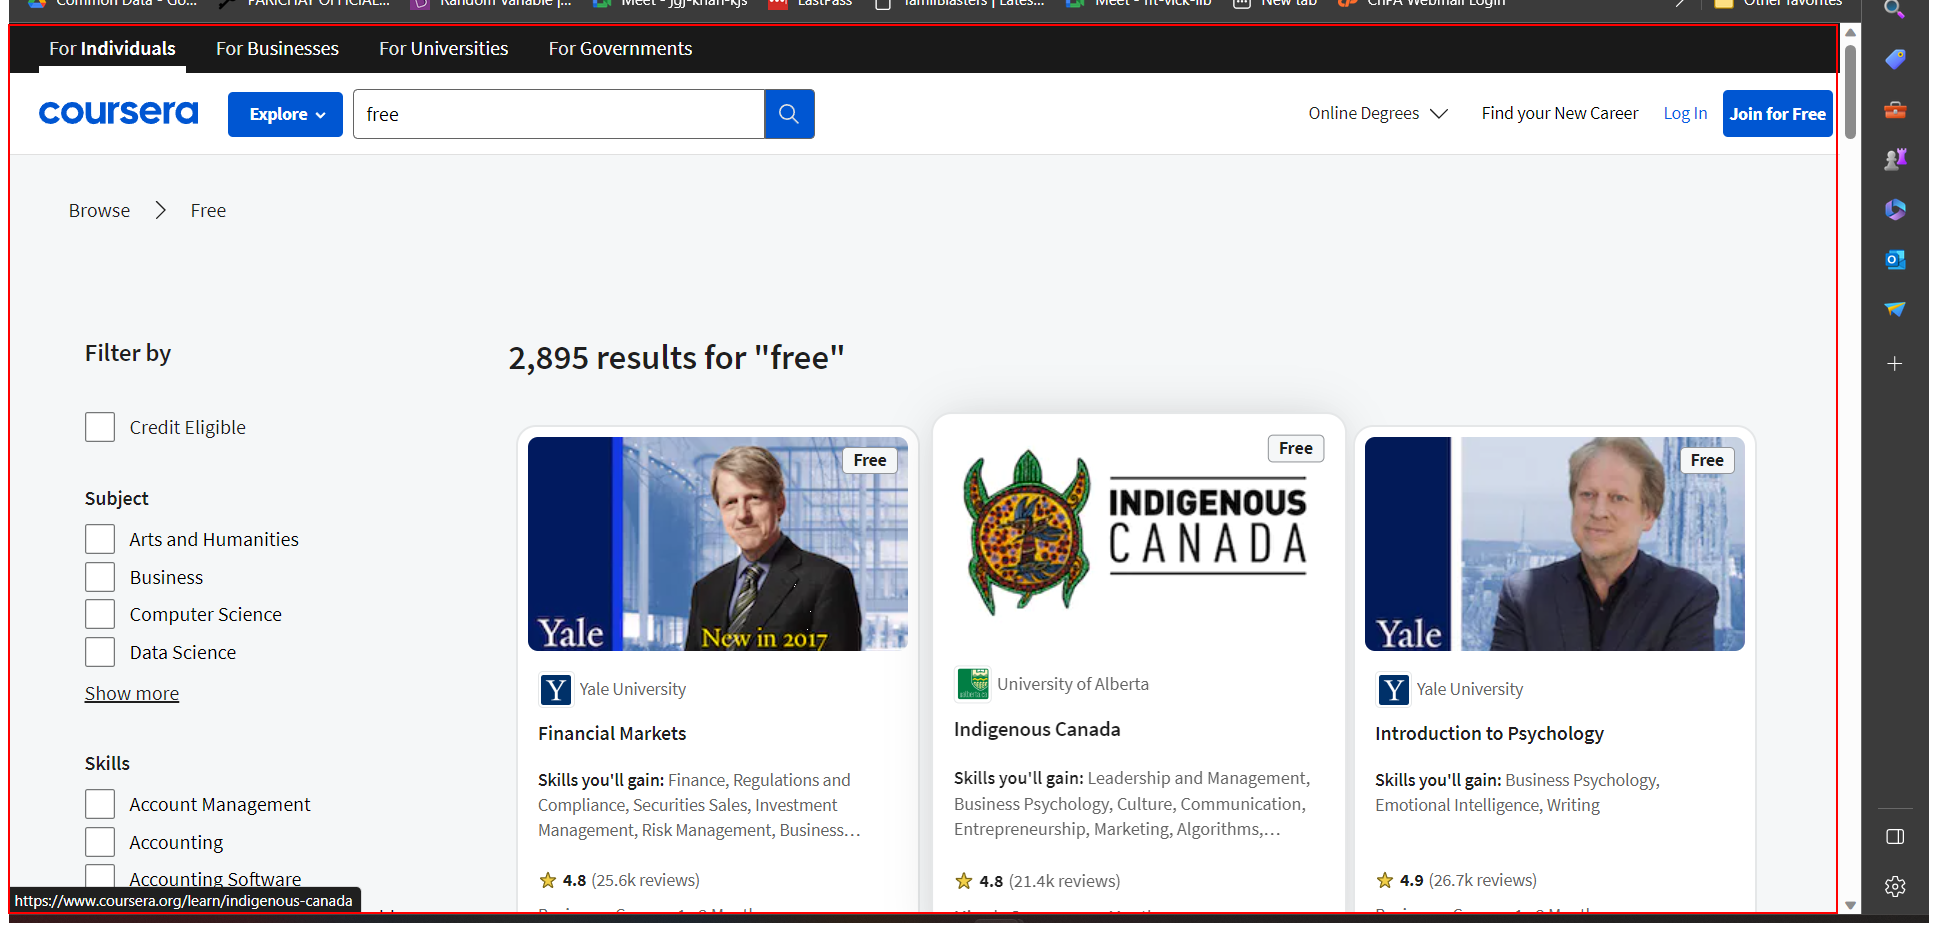 Common Data - Go...
PARICHAT OFFICIAL...
Random Variable |...
Meet - jgj-khan-kjs
LastPass
TamilBlasters | Lates...
New tab
CnPA Webmail Login
Other favorites
For Individuals
For Businesses
For Universities
For Governments
coursera
Explore
free
Online Degrees
Find your New Career
Log In
Join for Free
Browse
Free
Filter by
2,895 results for "free"
Credit Eligible
Subject
Arts and Humanities
Business
Computer Science
Data Science
Show more
Skills
Account Management
Accounting
Accounting Software
Free
Yale
New in 2017
Yale University
Financial Markets
Skills you'll gain: Finance, Regulations and
Compliance, Securities Sales, Investment
Management, Risk Management, Business...
4.8 (25.6k reviews)
Free
INDIGENOUS
CANADA
University of Alberta
Indigenous Canada
Skills you'll gain: Leadership and Management,
Business Psychology, Culture, Communication,
Entrepreneurship, Marketing, Algorithms,...
4.8 (21.4k reviews)
Free
Yale
Yale University
Introduction to Psychology
Skills you'll gain: Business Psychology,
Emotional Intelligence, Writing
4.9 (26.7k reviews)
https://www.coursera.org/learn/indigenous-canada